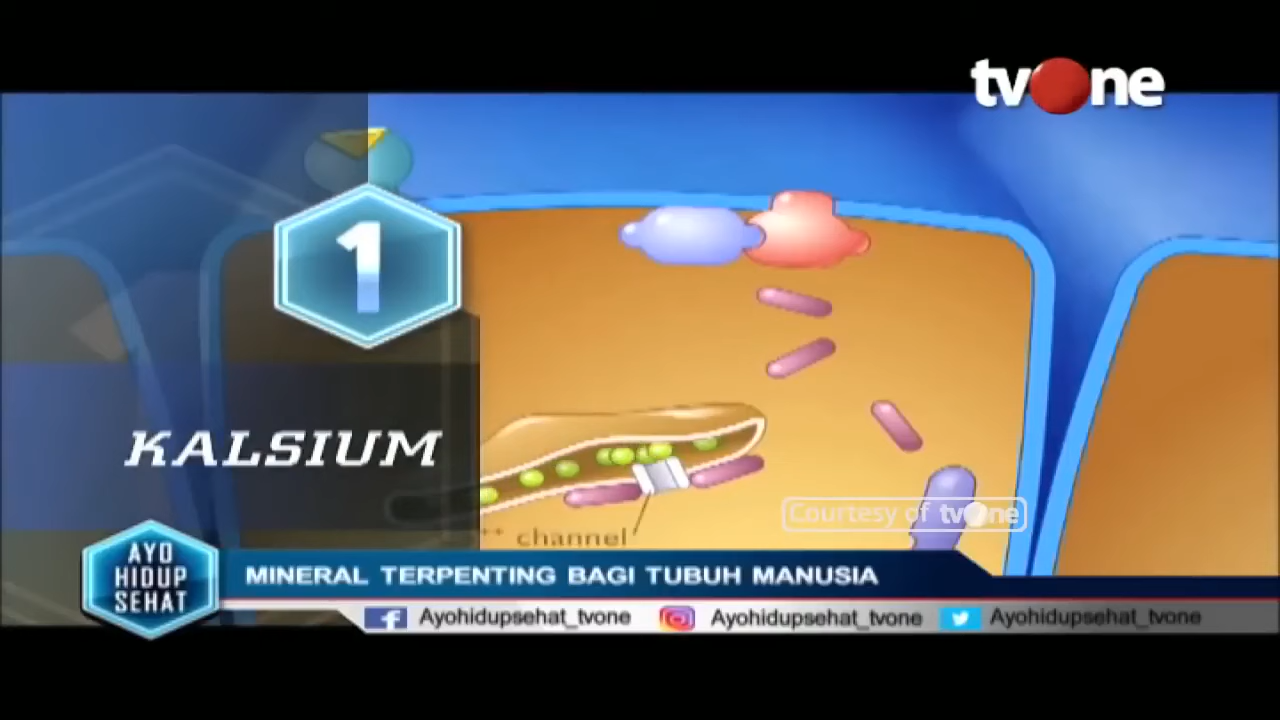 tvone
1
KALSIUM
Courtesy of tvone
++ channel
AYO
HIDUP
SEHAT
MINERAL TERPENTING BAGI TUBUH MANUSIA
Ayohidupsehat_tvone
Ayohidupsehat_tvone
Ayohidupsehat_tvone